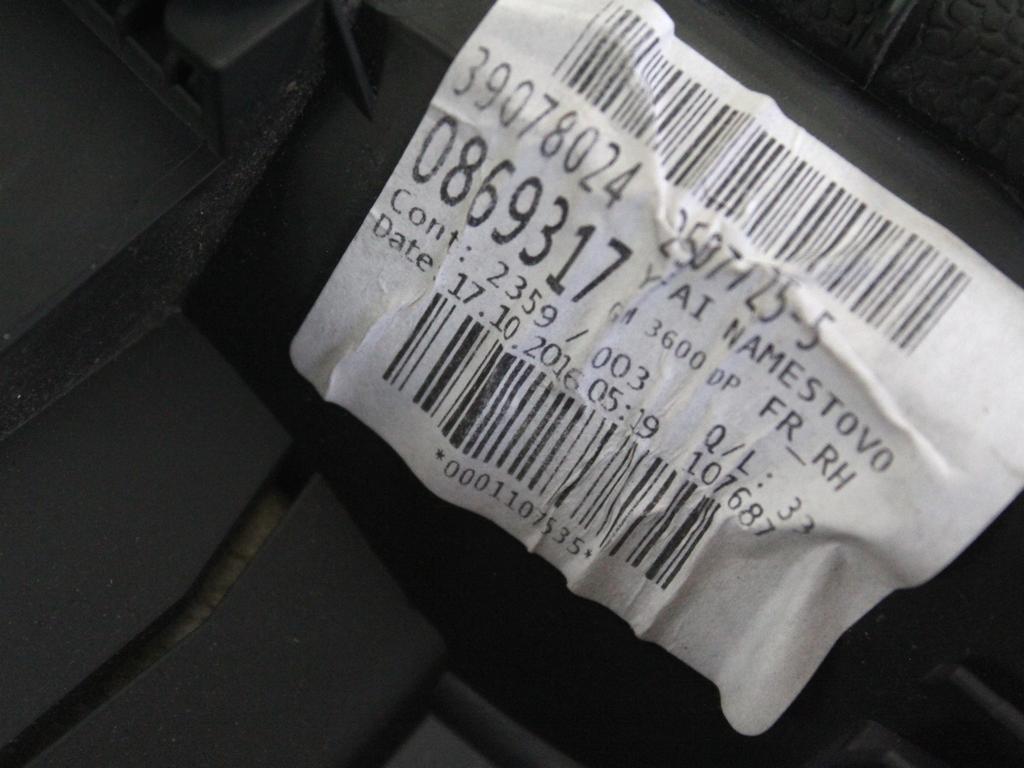 39078024 250725-5
0869317 Y-AI NAMESTOVO
GM 3600 DP FR_RH
Cont: 2359 / 003 Q/L: 33
Date 17.10.2016 05:19 107687
*0001107535*